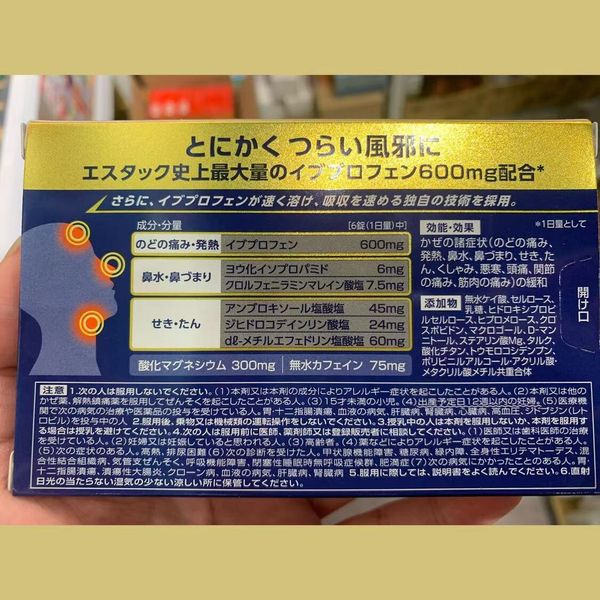 とにかく つらい風邪に
エスタック史上最大量のイブプロフェン600mg配合*
さらに、イブプロフェンが速く溶け、吸収を速める独自の技術を採用。
成分・分量 [6錠(1日量)中]
のどの痛み・発熱 イブプロフェン 600mg
鼻水・鼻づまり ヨウ化イソプロパミド 6mg
クロルフェニラミンマレイン酸塩 7.5mg
せき・たん アンブロキソール塩酸塩 45mg
ジヒドロコデインリン酸塩 24mg
dℓ-メチルエフェドリン塩酸塩 60mg
酸化マグネシウム 300mg 無水カフェイン 75mg
効能・効果 *1日量として
かぜの諸症状(のどの痛み、
発熱、鼻水、鼻づまり、せき、た
ん、くしゃみ、悪寒、頭痛、関節
の痛み、筋肉の痛み)の緩和
添加物 無水ケイ酸、セルロース、
乳糖、ヒドロキシプロピ
ルセルロース、ヒプロメロース、クロ
スポビドン、マクロゴール、D-マン
ニトール、ステアリン酸Mg、タルク、
酸化チタン、トウモロコシデンプン、
ポリビニルアルコール・アクリル酸・
メタクリル酸メチル共重合体
開け口
注意 1.次の人は服用しないでください。(1)本剤又は本剤の成分によりアレルギー症状を起こしたことがある人。(2)本剤又は他の
かぜ薬、解熱鎮痛薬を服用してぜんそくを起こしたことがある人。(3)15才未満の小児。(4)出産予定日12週以内の妊婦。(5)医療機
関で次の病気の治療や医薬品の投与を受けている人。胃・十二指腸潰瘍、血液の病気、肝臓病、腎臓病、心臓病、高血圧、ジドブジン(レト
ロビル)を投与中の人 2.服用後、乗物又は機械類の運転操作をしないでください。3.授乳中の人は本剤を服用しないか、本剤を服用す
る場合は授乳を避けてください。4.次の人は服用前に医師、薬剤師又は登録販売者に相談してください。(1)医師又は歯科医師の治療
を受けている人。(2)妊婦又は妊娠していると思われる人。(3)高齢者。(4)薬などによりアレルギー症状を起こしたことがある人。
(5)次の症状のある人。高熱、排尿困難(6)次の診断を受けた人。甲状腺機能障害、糖尿病、緑内障、全身性エリテマトーデス、混
合性結合組織病、気管支ぜんそく、呼吸機能障害、閉塞性睡眠時無呼吸症候群、肥満症(7)次の病気にかかったことのある人。胃・
十二指腸潰瘍、潰瘍性大腸炎、クローン病、血液の病気、肝臓病、腎臓病 5.服用に際しては、説明書をよく読んでください。6.直射
日光の当たらない湿気の少ない涼しい所に保管してください。